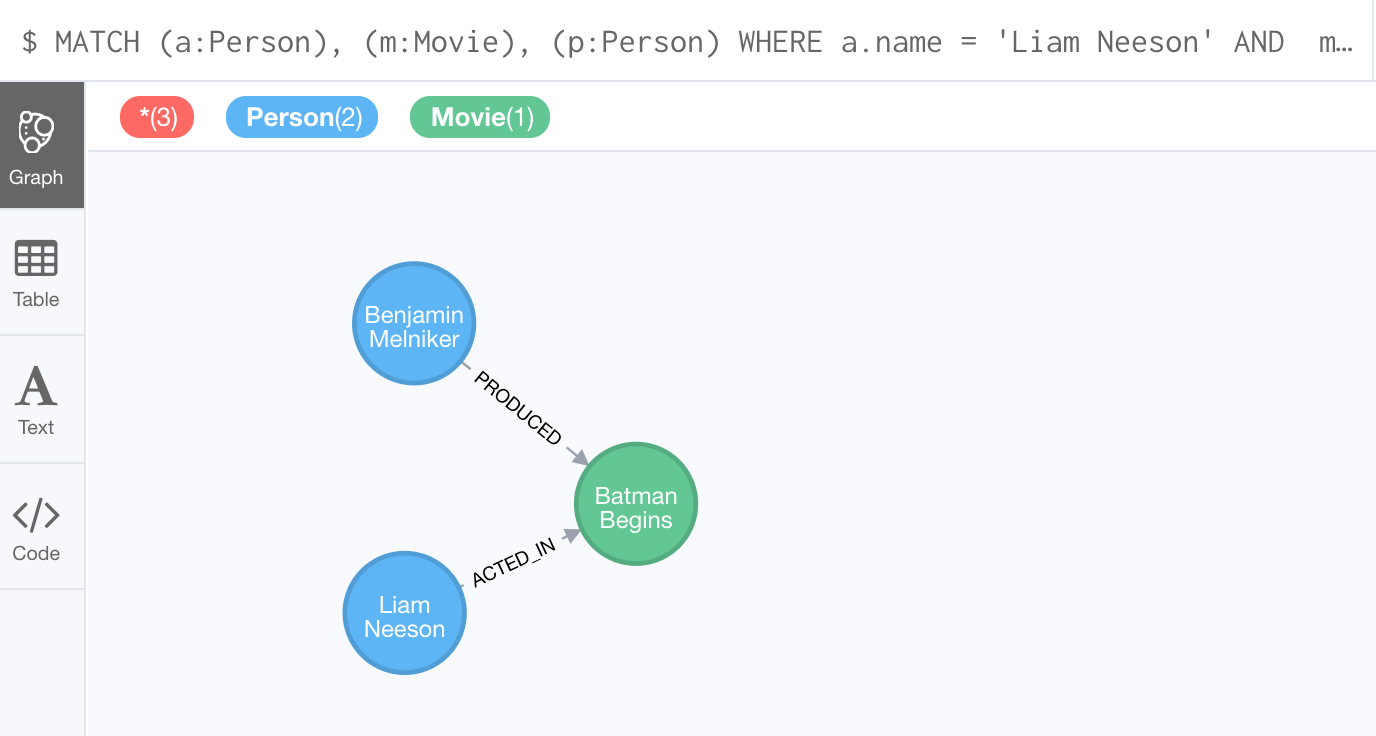 $ MATCH (a:Person), (m:Movie), (p:Person) WHERE a.name = 'Liam Neeson' AND  m…
*(3) Person(2) Movie(1)
Graph
Table
Text
Code
Benjamin
Melniker
PRODUCED
Batman
Begins
ACTED_IN
Liam
Neeson